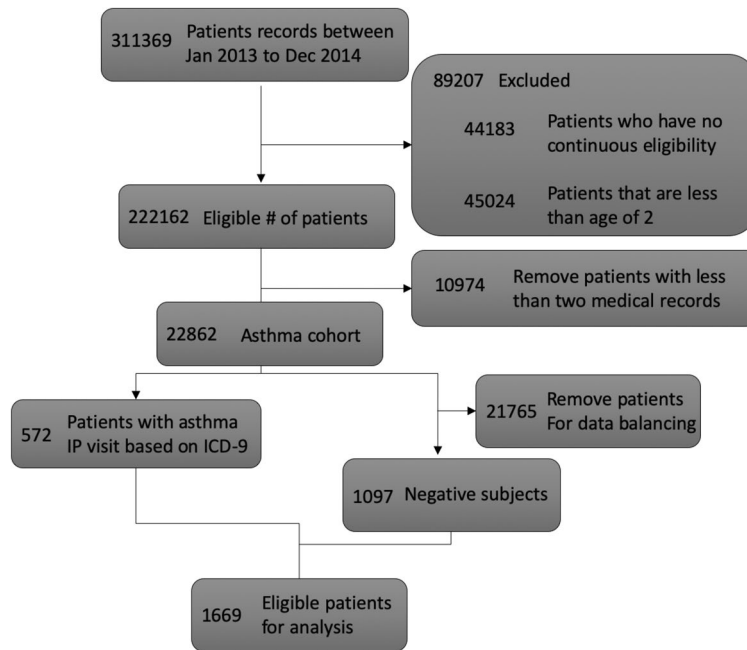 311369 Patients records between
Jan 2013 to Dec 2014
89207 Excluded
44183 Patients who have no
continuous eligibility
45024 Patients that are less
than age of 2
222162 Eligible # of patients
10974 Remove patients with less
than two medical records
22862 Asthma cohort
572 Patients with asthma
IP visit based on ICD-9
21765 Remove patients
For data balancing
1097 Negative subjects
1669 Eligible patients
for analysis